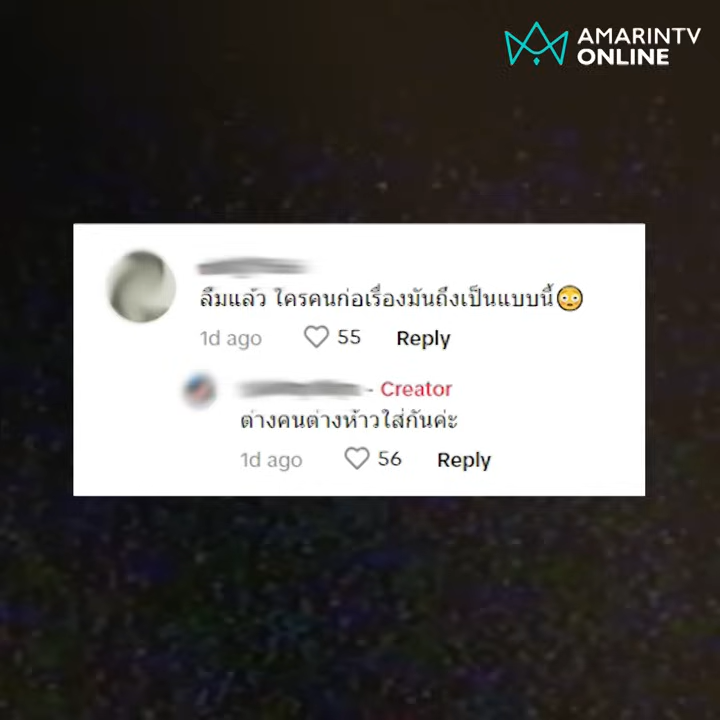 AMARINTV
ONLINE
ลืมแล้ว ใครคนก่อเรื่องมันถึงเป็นแบบนี้😳
1d ago 55 Reply
- Creator
ต่างคนต่างห้าวใส่กันค่ะ
1d ago 56 Reply